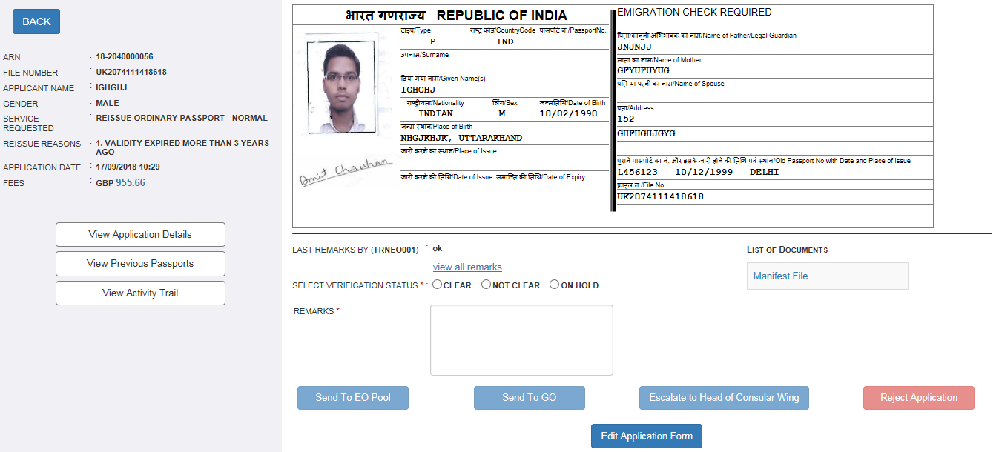 BACK
ARN : 18-2040000056
FILE NUMBER : UK2074111418618
APPLICANT NAME : IGHGHJ
GENDER : MALE
SERVICE REQUESTED : REISSUE ORDINARY PASSPORT - NORMAL
REISSUE REASONS : 1. VALIDITY EXPIRED MORE THAN 3 YEARS
AGO
APPLICATION DATE : 17/09/2018 10:29
FEES : GBP 955.66
View Application Details
View Previous Passports
View Activity Trail
भारत गणराज्य REPUBLIC OF INDIA
टाइप/Type राष्ट्र कोड/CountryCode पासपोर्ट नं./PassportNo.
P IND
उपनाम/Surname
दिया गया नाम/Given Name(s)
IGHGHJ
राष्ट्रीयता/Nationality लिंग/Sex जन्मतिथि/Date of Birth
INDIAN M 10/02/1990
जन्म स्थान/Place of Birth
NHGJKHJK, UTTARAKHAND
जारी करने का स्थान/Place of Issue
जारी करने की तिथि/Date of Issue समाप्ति की तिथि/Date of Expiry
Amit Chauhan
EMIGRATION CHECK REQUIRED
पिता/कानूनी अभिभावक का नाम/Name of Father/Legal Guardian
JNJNJJ
माता का नाम/Name of Mother
GFYUFUYUG
पति या पत्नी का नाम/Name of Spouse
पता/Address
152
GHFHGHJGYG
पुराने पासपोर्ट का नं. और इसके जारी होने की तिथि एवं स्थान/Old Passport No with Date and Place of Issue
L456123 10/12/1999 DELHI
फ़ाइल नं./File No.
UK2074111418618
LAST REMARKS BY (TRNEO001) : ok
view all remarks
SELECT VERIFICATION STATUS * : CLEAR NOT CLEAR ON HOLD
REMARKS *
LIST OF DOCUMENTS
Manifest File
Send To EO Pool
Send To GO
Escalate to Head of Consular Wing
Reject Application
Edit Application Form